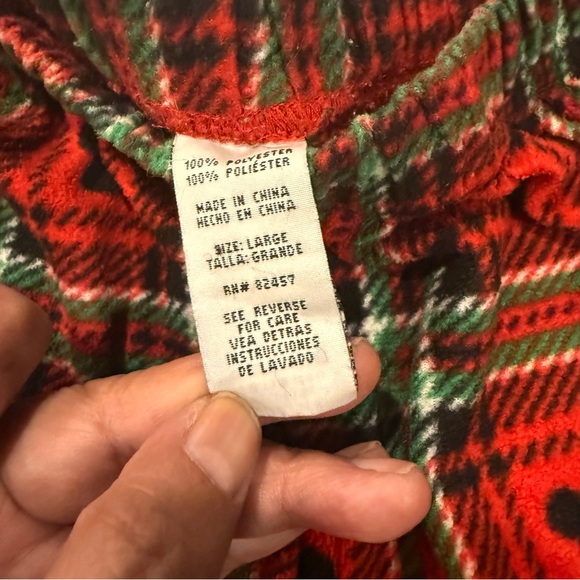 100% POLYESTER
100% POLIÉSTER
MADE IN CHINA
HECHO EN CHINA
SIZE: LARGE
TALLA: GRANDE
RN# 82457
SEE REVERSE
FOR CARE
VEA DETRAS
INSTRUCCIONES
DE LAVADO